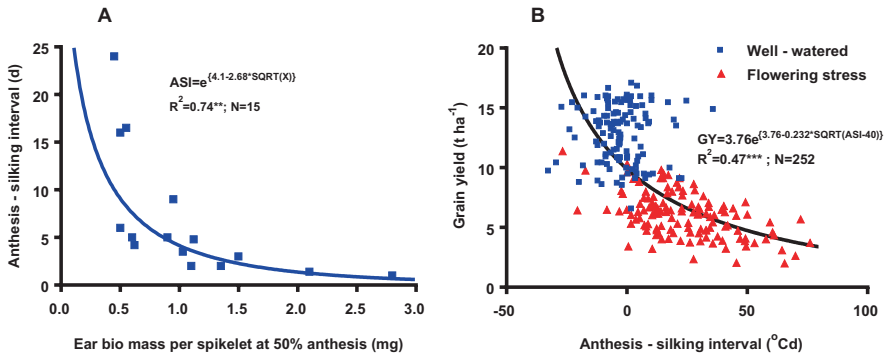 A
Anthesis - silking interval (d)
25
20
15
10
5
0
0.0 0.5 1.0 1.5 2.0 2.5 3.0
Ear bio mass per spikelet at 50% anthesis (mg)
ASI=e{4.1-2.68*SQRT(X)}
R2=0.74**; N=15
B
Grain yield (t ha-1)
20
15
10
5
0
-50 0 50 100
Anthesis - silking interval (oCd)
Well - watered
Flowering stress
GY=3.76e{3.76-0.232*SQRT(ASI-40)}
R2=0.47*** ; N=252